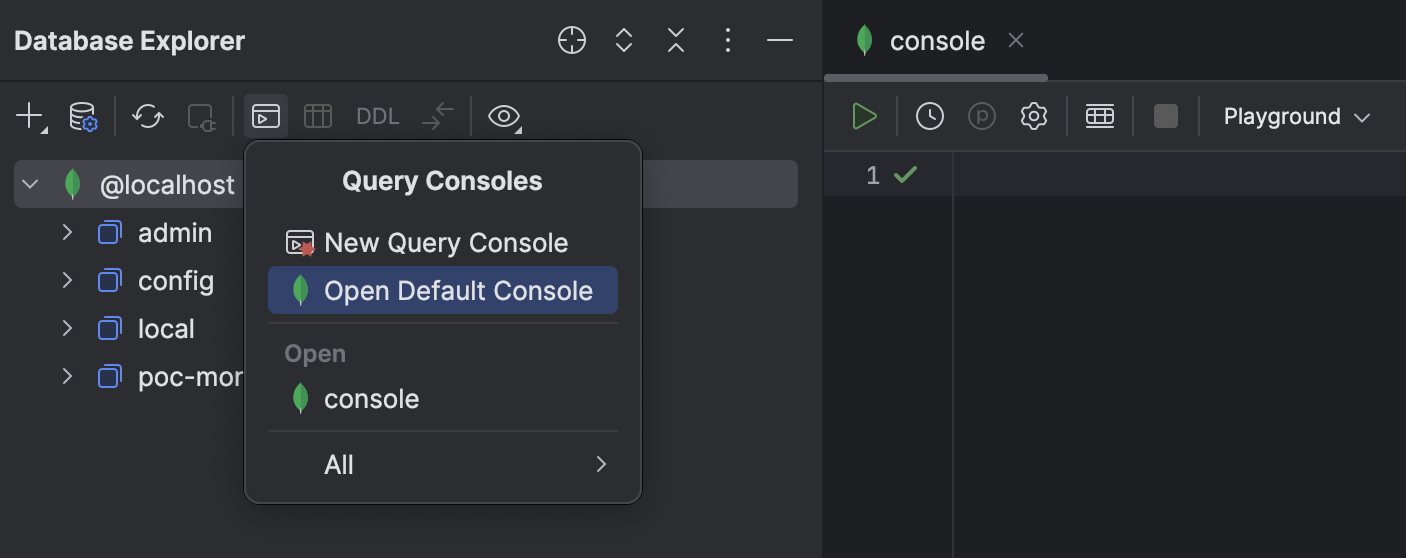 Database Explorer
console
DDL
Playground
Query Consoles
1
@localhost
New Query Console
admin
Open Default Console
config
local
Open
poc-mor
console
All